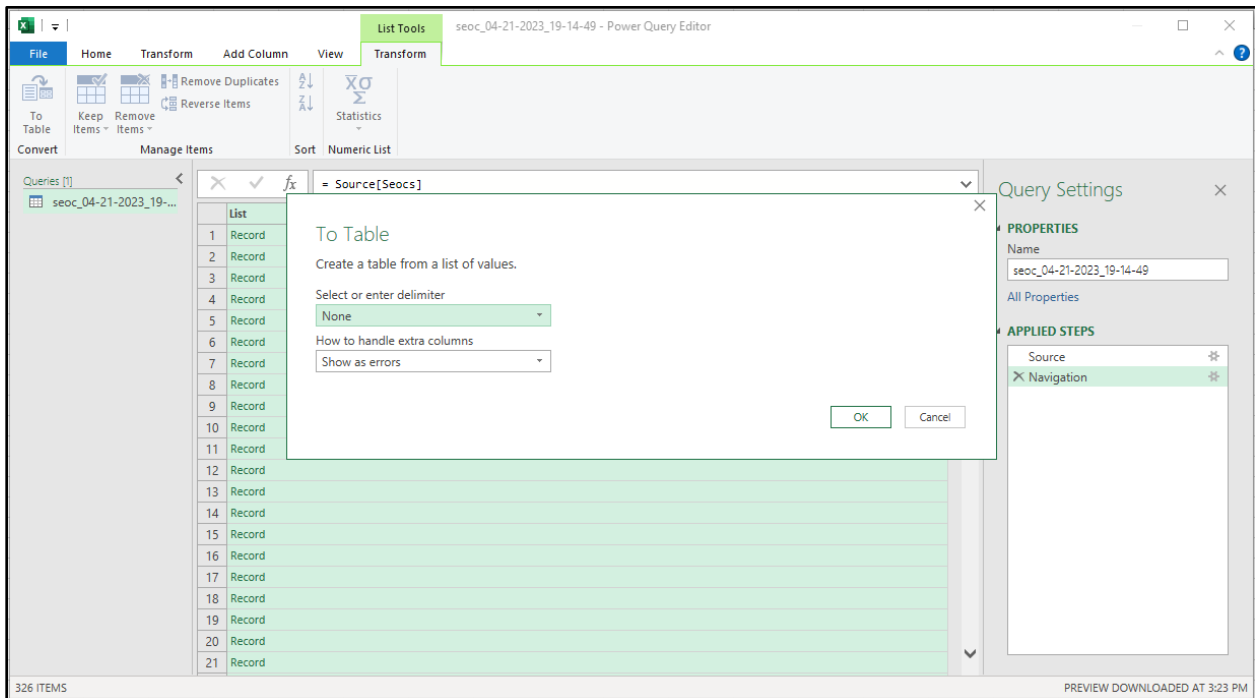 List Tools
seoc_04-21-2023_19-14-49 - Power Query Editor
File Home Transform Add Column View Transform
To Table
Keep Items
Remove Items
Remove Duplicates
Reverse Items
Statistics
Convert Manage Items Sort Numeric List
Queries [1]
seoc_04-21-2023_19-...
fx = Source[Seocs]
List
1 Record
2 Record
3 Record
4 Record
5 Record
6 Record
7 Record
8 Record
9 Record
10 Record
11 Record
12 Record
13 Record
14 Record
15 Record
16 Record
17 Record
18 Record
19 Record
20 Record
21 Record
To Table
Create a table from a list of values.
Select or enter delimiter
None
How to handle extra columns
Show as errors
OK Cancel
Query Settings
PROPERTIES
Name
seoc_04-21-2023_19-14-49
All Properties
APPLIED STEPS
Source
Navigation
326 ITEMS
PREVIEW DOWNLOADED AT 3:23 PM